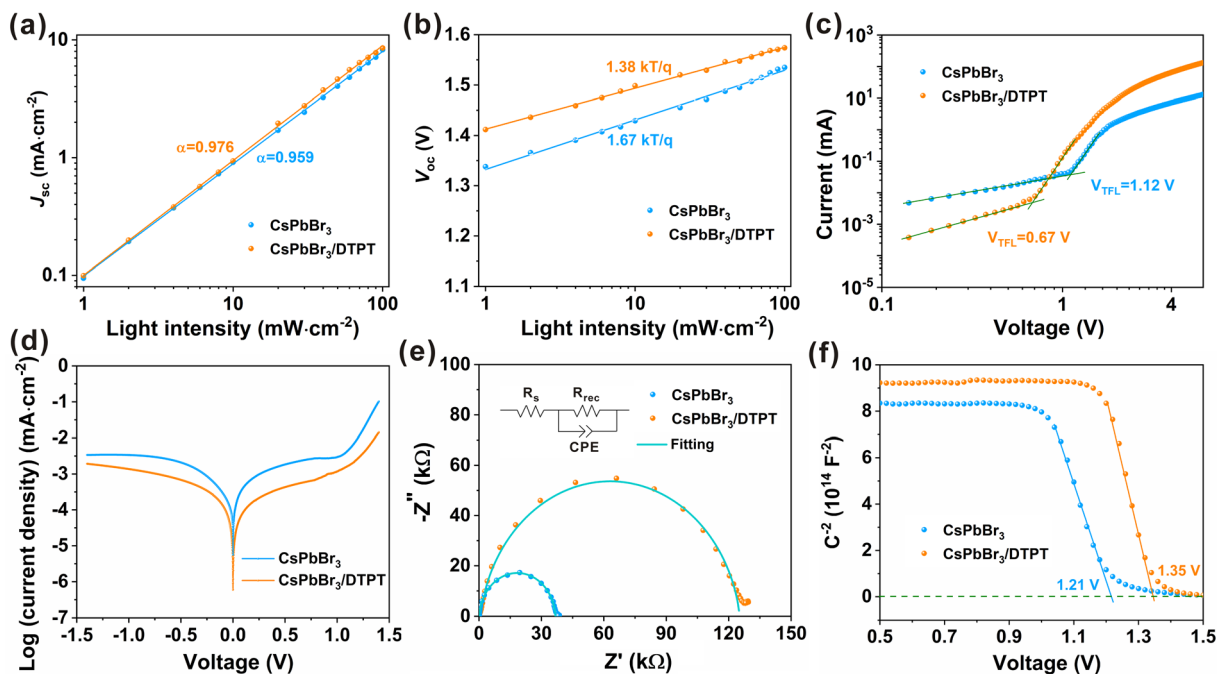 (a)
10
1
0.1
J_sc (mA·cm⁻²)
α=0.976
α=0.959
CsPbBr₃
CsPbBr₃/DTPT
1
10
100
Light intensity (mW·cm⁻²)
(b)
1.6
1.5
1.4
1.3
1.2
1.1
V_oc (V)
1.38 kT/q
1.67 kT/q
CsPbBr₃
CsPbBr₃/DTPT
1
10
100
Light intensity (mW·cm⁻²)
(c)
10³
10¹
10⁻¹
10⁻³
10⁻⁵
Current (mA)
CsPbBr₃
CsPbBr₃/DTPT
V_TFL=1.12 V
V_TFL=0.67 V
0.1
1
4
Voltage (V)
(d)
0
-1
-2
-3
-4
-5
-6
-7
Log (current density) (mA·cm⁻²)
CsPbBr₃
CsPbBr₃/DTPT
-1.5
-1.0
-0.5
0.0
0.5
1.0
1.5
Voltage (V)
(e)
100
80
60
40
20
0
-Z'' (kΩ)
R_s
R_rec
CPE
CsPbBr₃
CsPbBr₃/DTPT
Fitting
0
30
60
90
120
150
Z' (kΩ)
(f)
10
8
6
4
2
0
C⁻² (10¹⁴ F⁻²)
CsPbBr₃
CsPbBr₃/DTPT
1.21 V
1.35 V
0.5
0.7
0.9
1.1
1.3
1.5
Voltage (V)